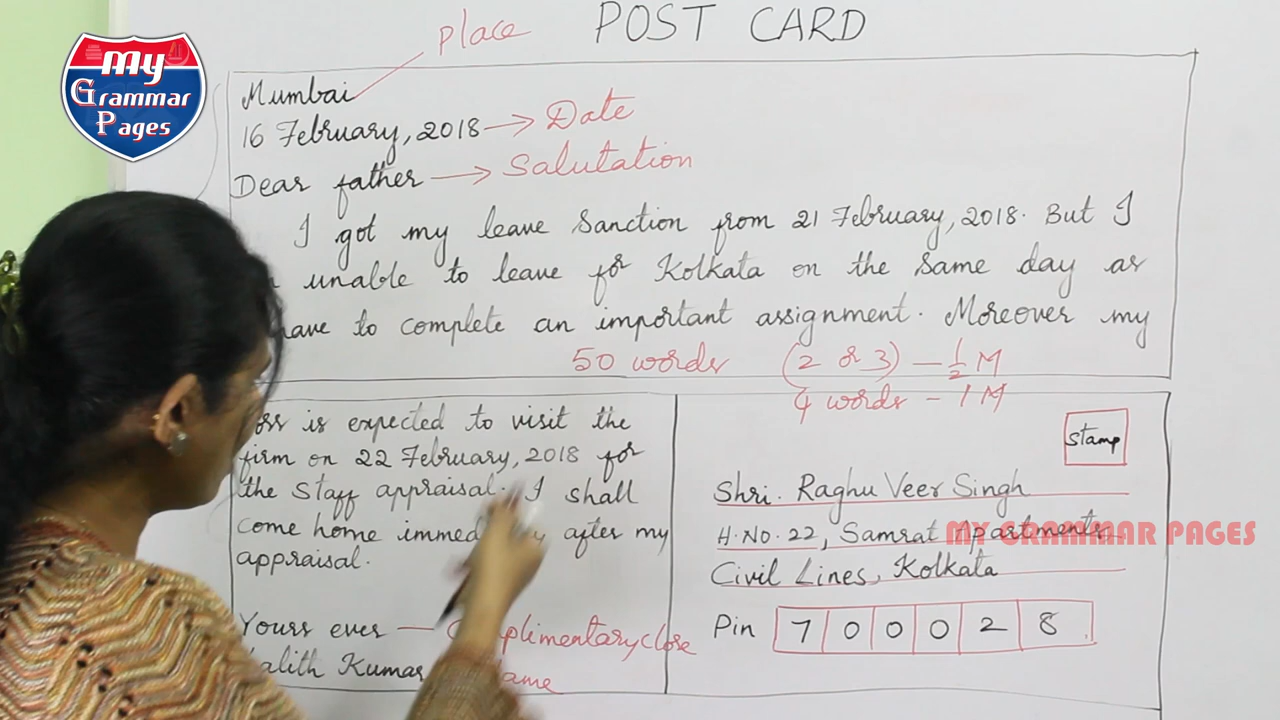 My
Grammar
Pages
POST CARD
place
Mumbai
16 February, 2018 → Date
Dear father → Salutation
I got my leave Sanction from 21 February, 2018. But I
unable to leave for Kolkata on the same day as
have to complete an important assignment. Moreover my
50 words (2 or 3) — 1/2 M
4 words - 1 M
is expected to visit the
firm on 22 February, 2018 for
the Staff appraisal. I shall
come home after my
appraisal.
Yours ever —
Kumar
Stamp
Shri. Raghu Veer Singh
H.No. 22, Samrat Apartments
Civil Lines, Kolkata
Pin 7 0 0 0 2 8
MY GRAMMAR PAGES